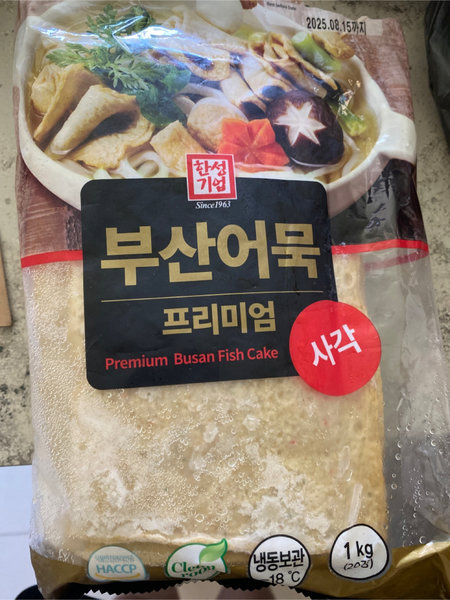 2025.08.15까지
한성
기업
Since1963
부산어묵
프리미엄
Premium Busan Fish Cake
사각
HACCP
Clean
FOOD
냉동보관
-18℃
1kg